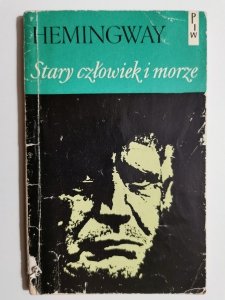 HEMINGWAY
PIW
Stary człowiek i morze